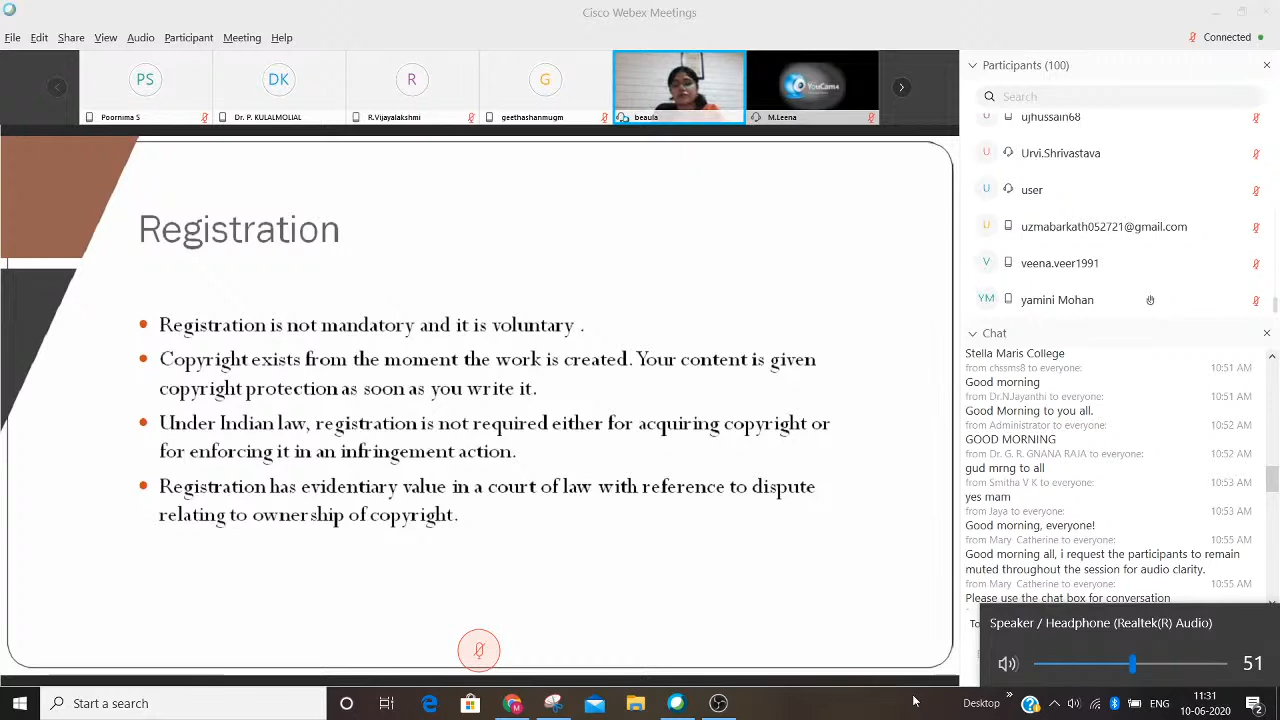 Cisco Webex Meetings
File Edit Share View Audio Participant Meeting Help
Connected
PS
DK
R
G
YouCam
Poornima S
Dr. P. KULALMOLIAL
R.Vijayalakshmi
geethashanmugm
beaula
M.Leena
Participants (100)
Search
ujhussain68
U Urvi.Shrivastava
U user
U uzmabarkath052721@gmail.com
V veena.veer1991
YM yamini Mohan
Registration
Registration is not mandatory and it is voluntary .
Copyright exists from the moment the work is created. Your content is given
copyright protection as soon as you write it.
Under Indian law, registration is not required either for acquiring copyright or
for enforcing it in an infringement action.
Registration has evidentiary value in a court of law with reference to dispute
relating to ownership of copyright.
Chat
Stella Maris College
from chssms8 to everyone: 10:51 AM
Good morning
from Dr.N.Jayanthi to everyone: 10:51 AM
Good Morning to you all.
from Administrator to everyone: 10:52 AM
GOOD MORNING
from Dr. G. R. GNANA RAJA to everyone: 10:52 AM
gud mrng to all
from Smitha V K to everyone: 10:53 AM
yes mam
from Jaya to everyone: 10:53 AM
Good morning, everyone!
from Mary Catherine to everyone: 10:55 AM
Good morning all, i request the participants to remain
muted throughout the session for audio clarity.
from Mary Catherine to everyone: 10:55 AM
Please use the chat box for conversation
Speaker / Headphone (Realtek(R) Audio)
51
Start a search
Desktop
11:31
10-06-2020